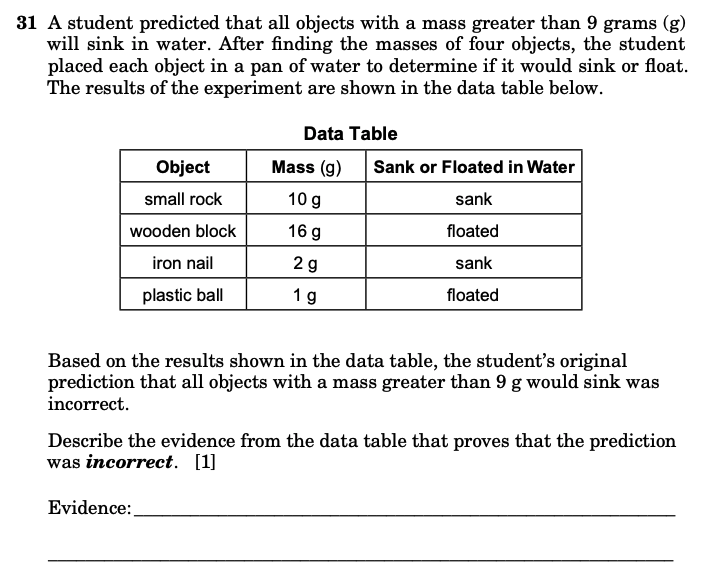 31 A student predicted that all objects with a mass greater than 9 grams (g)
will sink in water. After finding the masses of four objects, the student
placed each object in a pan of water to determine if it would sink or float.
The results of the experiment are shown in the data table below.
Data Table
Object Mass (g) Sank or Floated in Water
small rock 10 g sank
wooden block 16 g floated
iron nail 2 g sank
plastic ball 1 g floated
Based on the results shown in the data table, the student’s original
prediction that all objects with a mass greater than 9 g would sink was
incorrect.
Describe the evidence from the data table that proves that the prediction
was incorrect. [1]
Evidence: